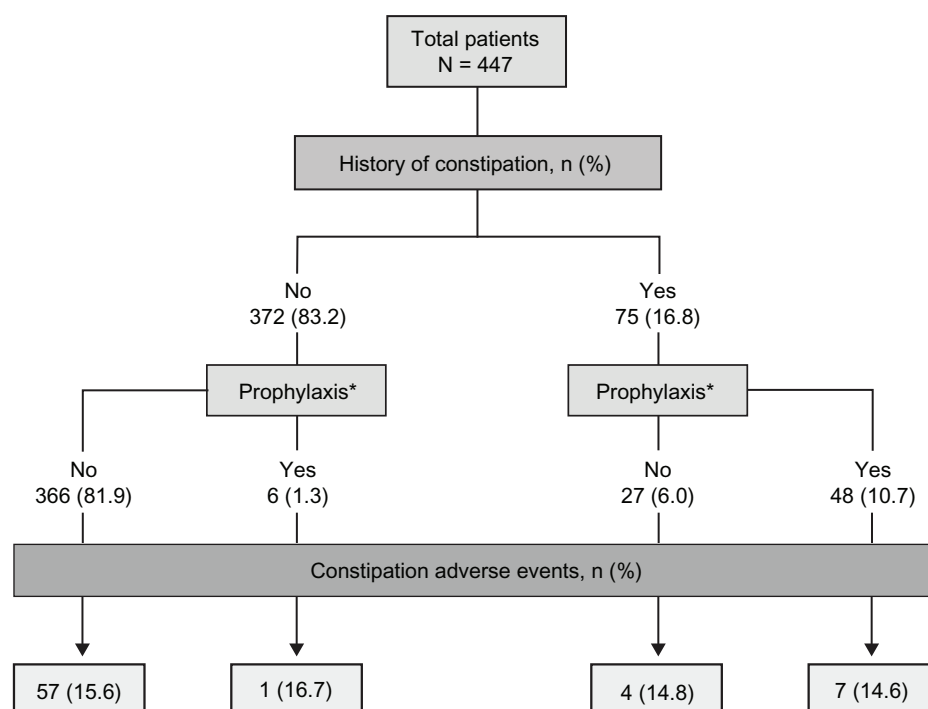 Total patients
N = 447
History of constipation, n (%)
No
372 (83.2)
Yes
75 (16.8)
Prophylaxis*
Prophylaxis*
No
366 (81.9)
Yes
6 (1.3)
No
27 (6.0)
Yes
48 (10.7)
Constipation adverse events, n (%)
57 (15.6)
1 (16.7)
4 (14.8)
7 (14.6)